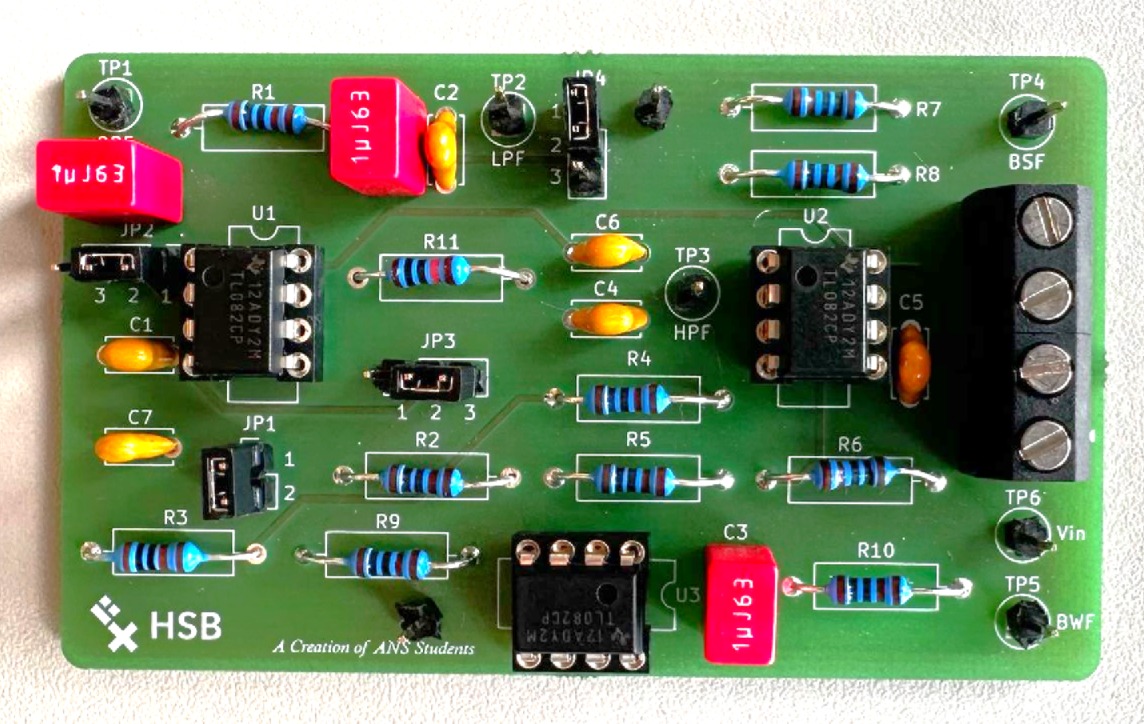 TP1
R1
1µJ63
C2
TP2
LPF
JP4
1
2
3
R7
R8
TP4
BSF
1µJ63
JP2
3 2 1
U1
12ADY2M
TL082CP
R11
C6
C4
TP3
HPF
U2
12ADY2M
TL082CP
C5
C1
JP3
1 2 3
R4
C7
JP1
1
2
R2
R5
R6
R3
R9
C3
R10
TP6
Vin
TP5
BWF
U3
12ADY2M
TL082CP
1µJ63
HSB
A Creation of ANS Students